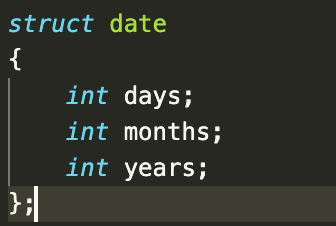 struct date
{
    int days;
    int months;
    int years;
};